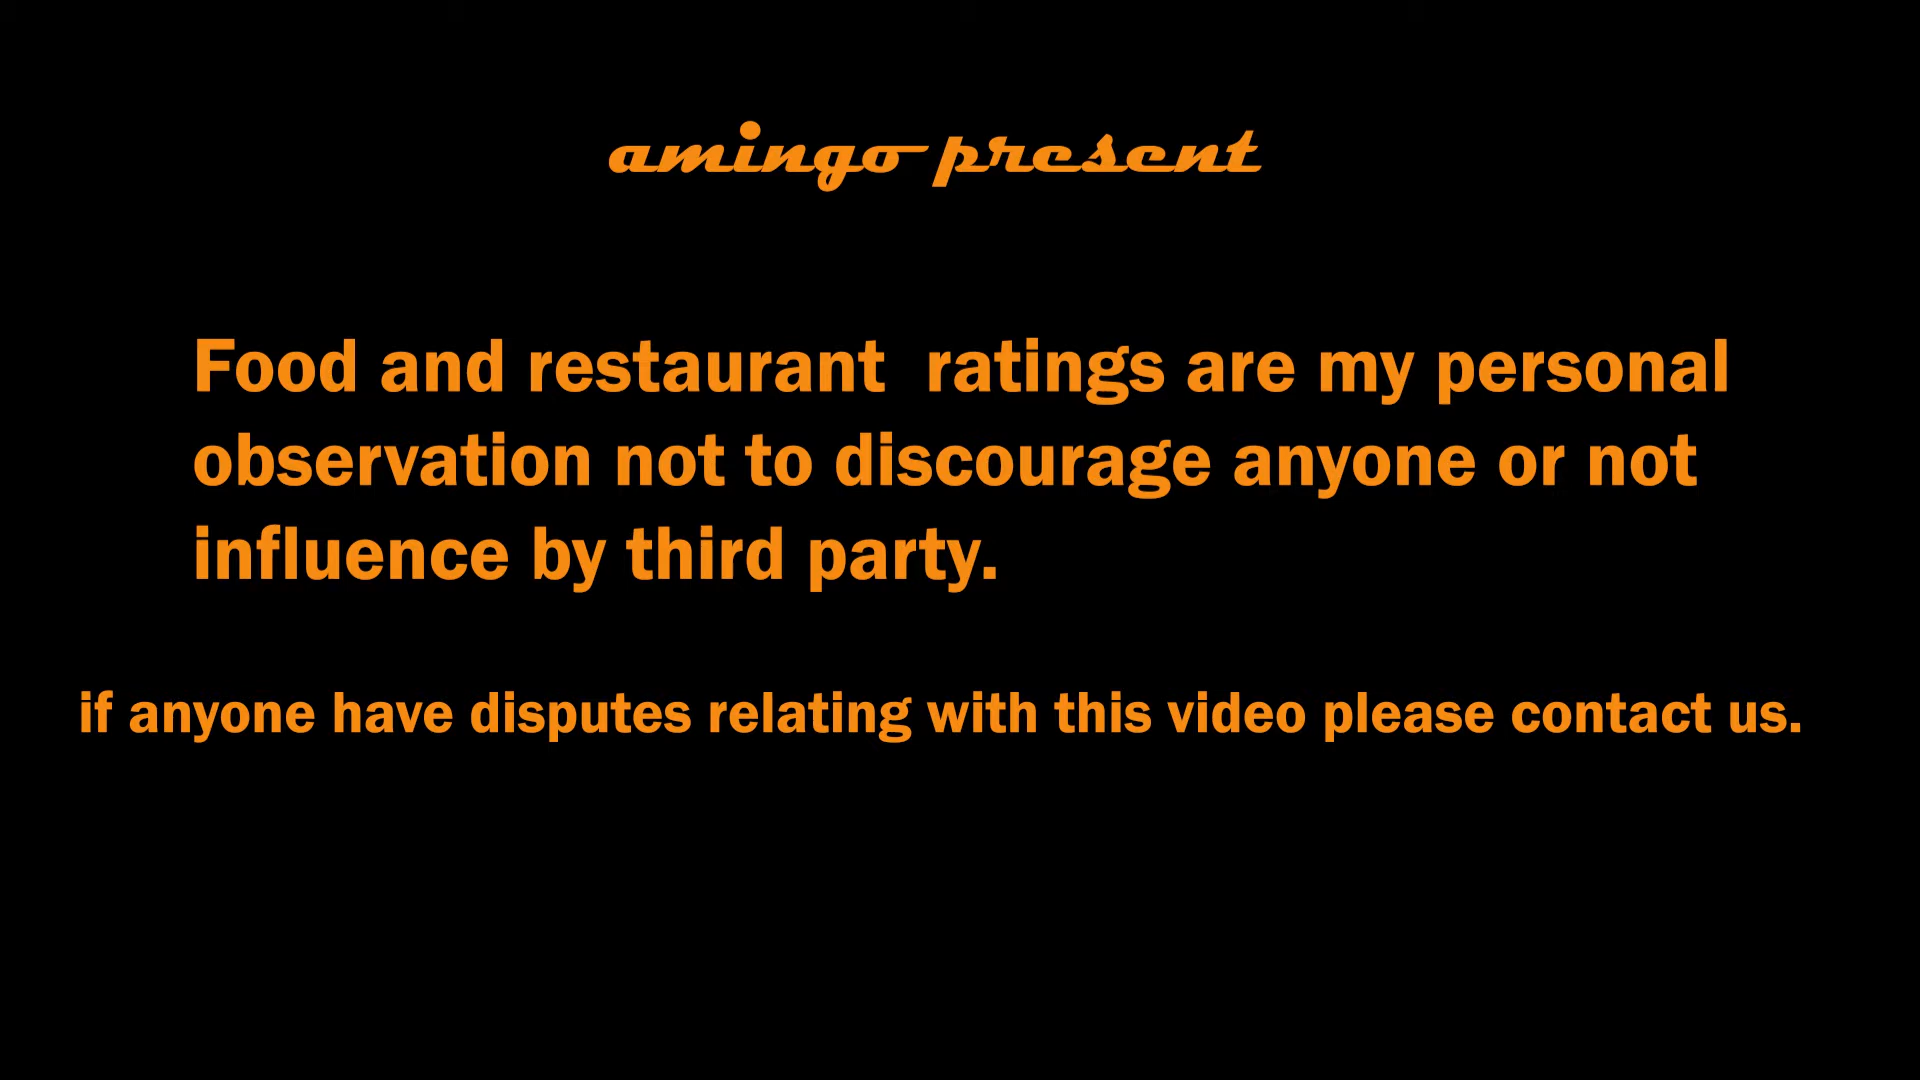 amingo present
Food and restaurant  ratings are my personal
observation not to discourage anyone or not
influence by third party.
if anyone have disputes relating with this video please contact us.